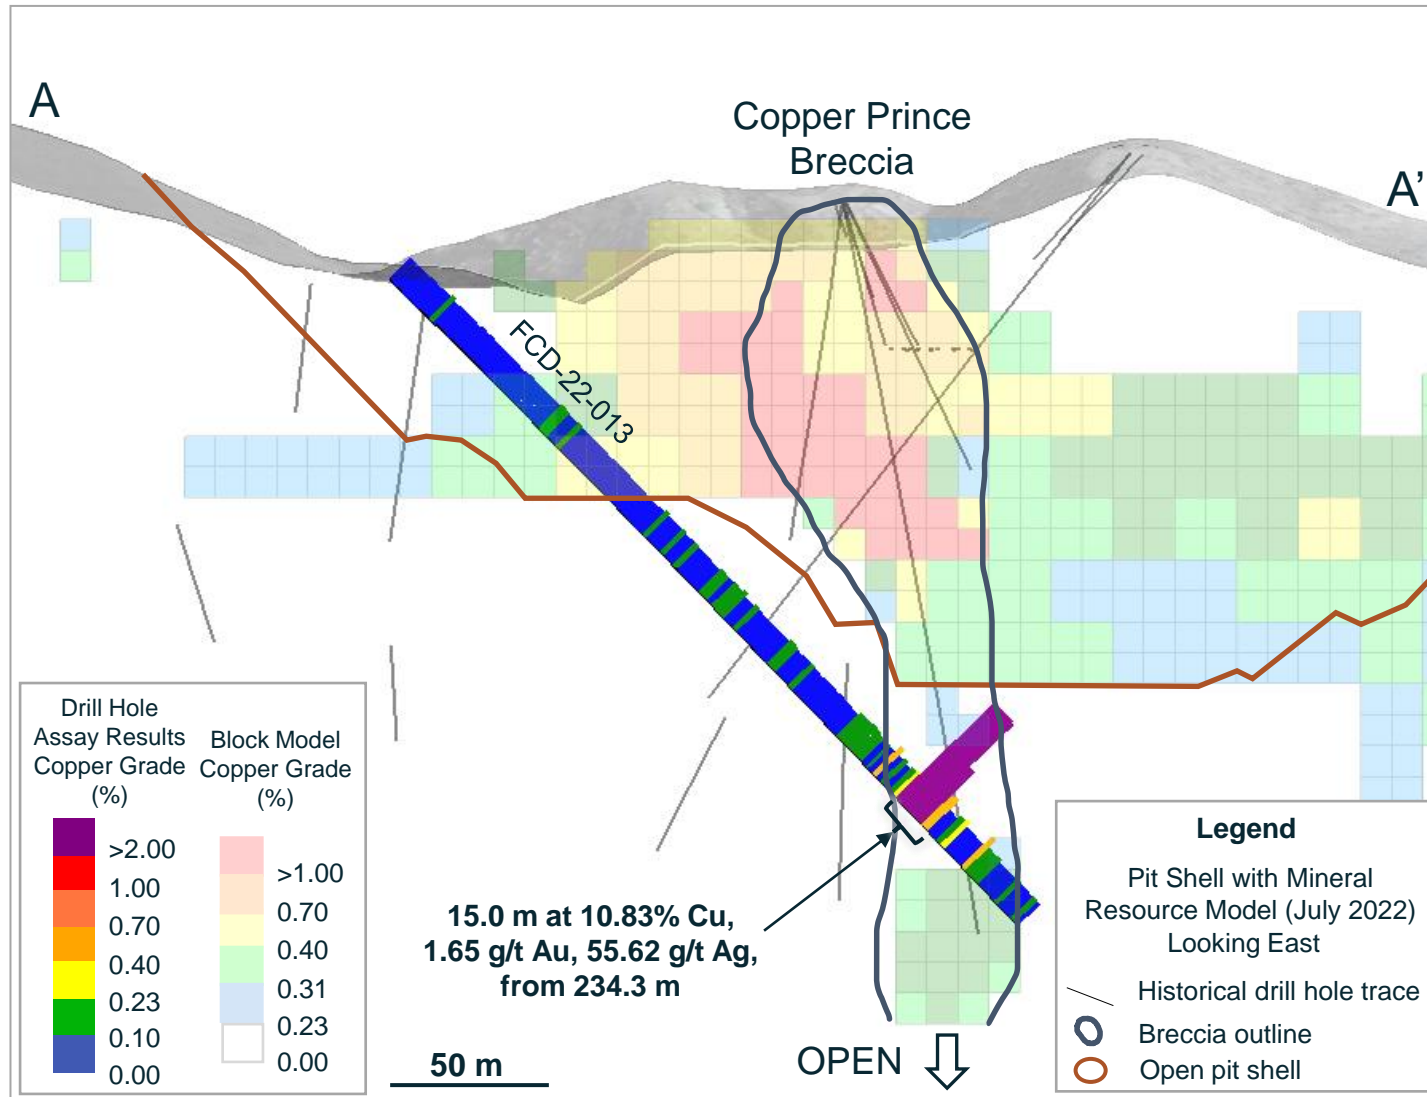 A
Copper Prince
Breccia
A’
FCD-22-013
Drill Hole
Assay Results
Copper Grade
(%)
>2.00
1.00
0.70
0.40
0.23
0.10
0.00
Block Model
Copper Grade
(%)
>1.00
0.70
0.40
0.31
0.23
0.00
15.0 m at 10.83% Cu,
1.65 g/t Au, 55.62 g/t Ag,
from 234.3 m
50 m
OPEN
Legend
Pit Shell with Mineral
Resource Model (July 2022)
Looking East
Historical drill hole trace
Breccia outline
Open pit shell